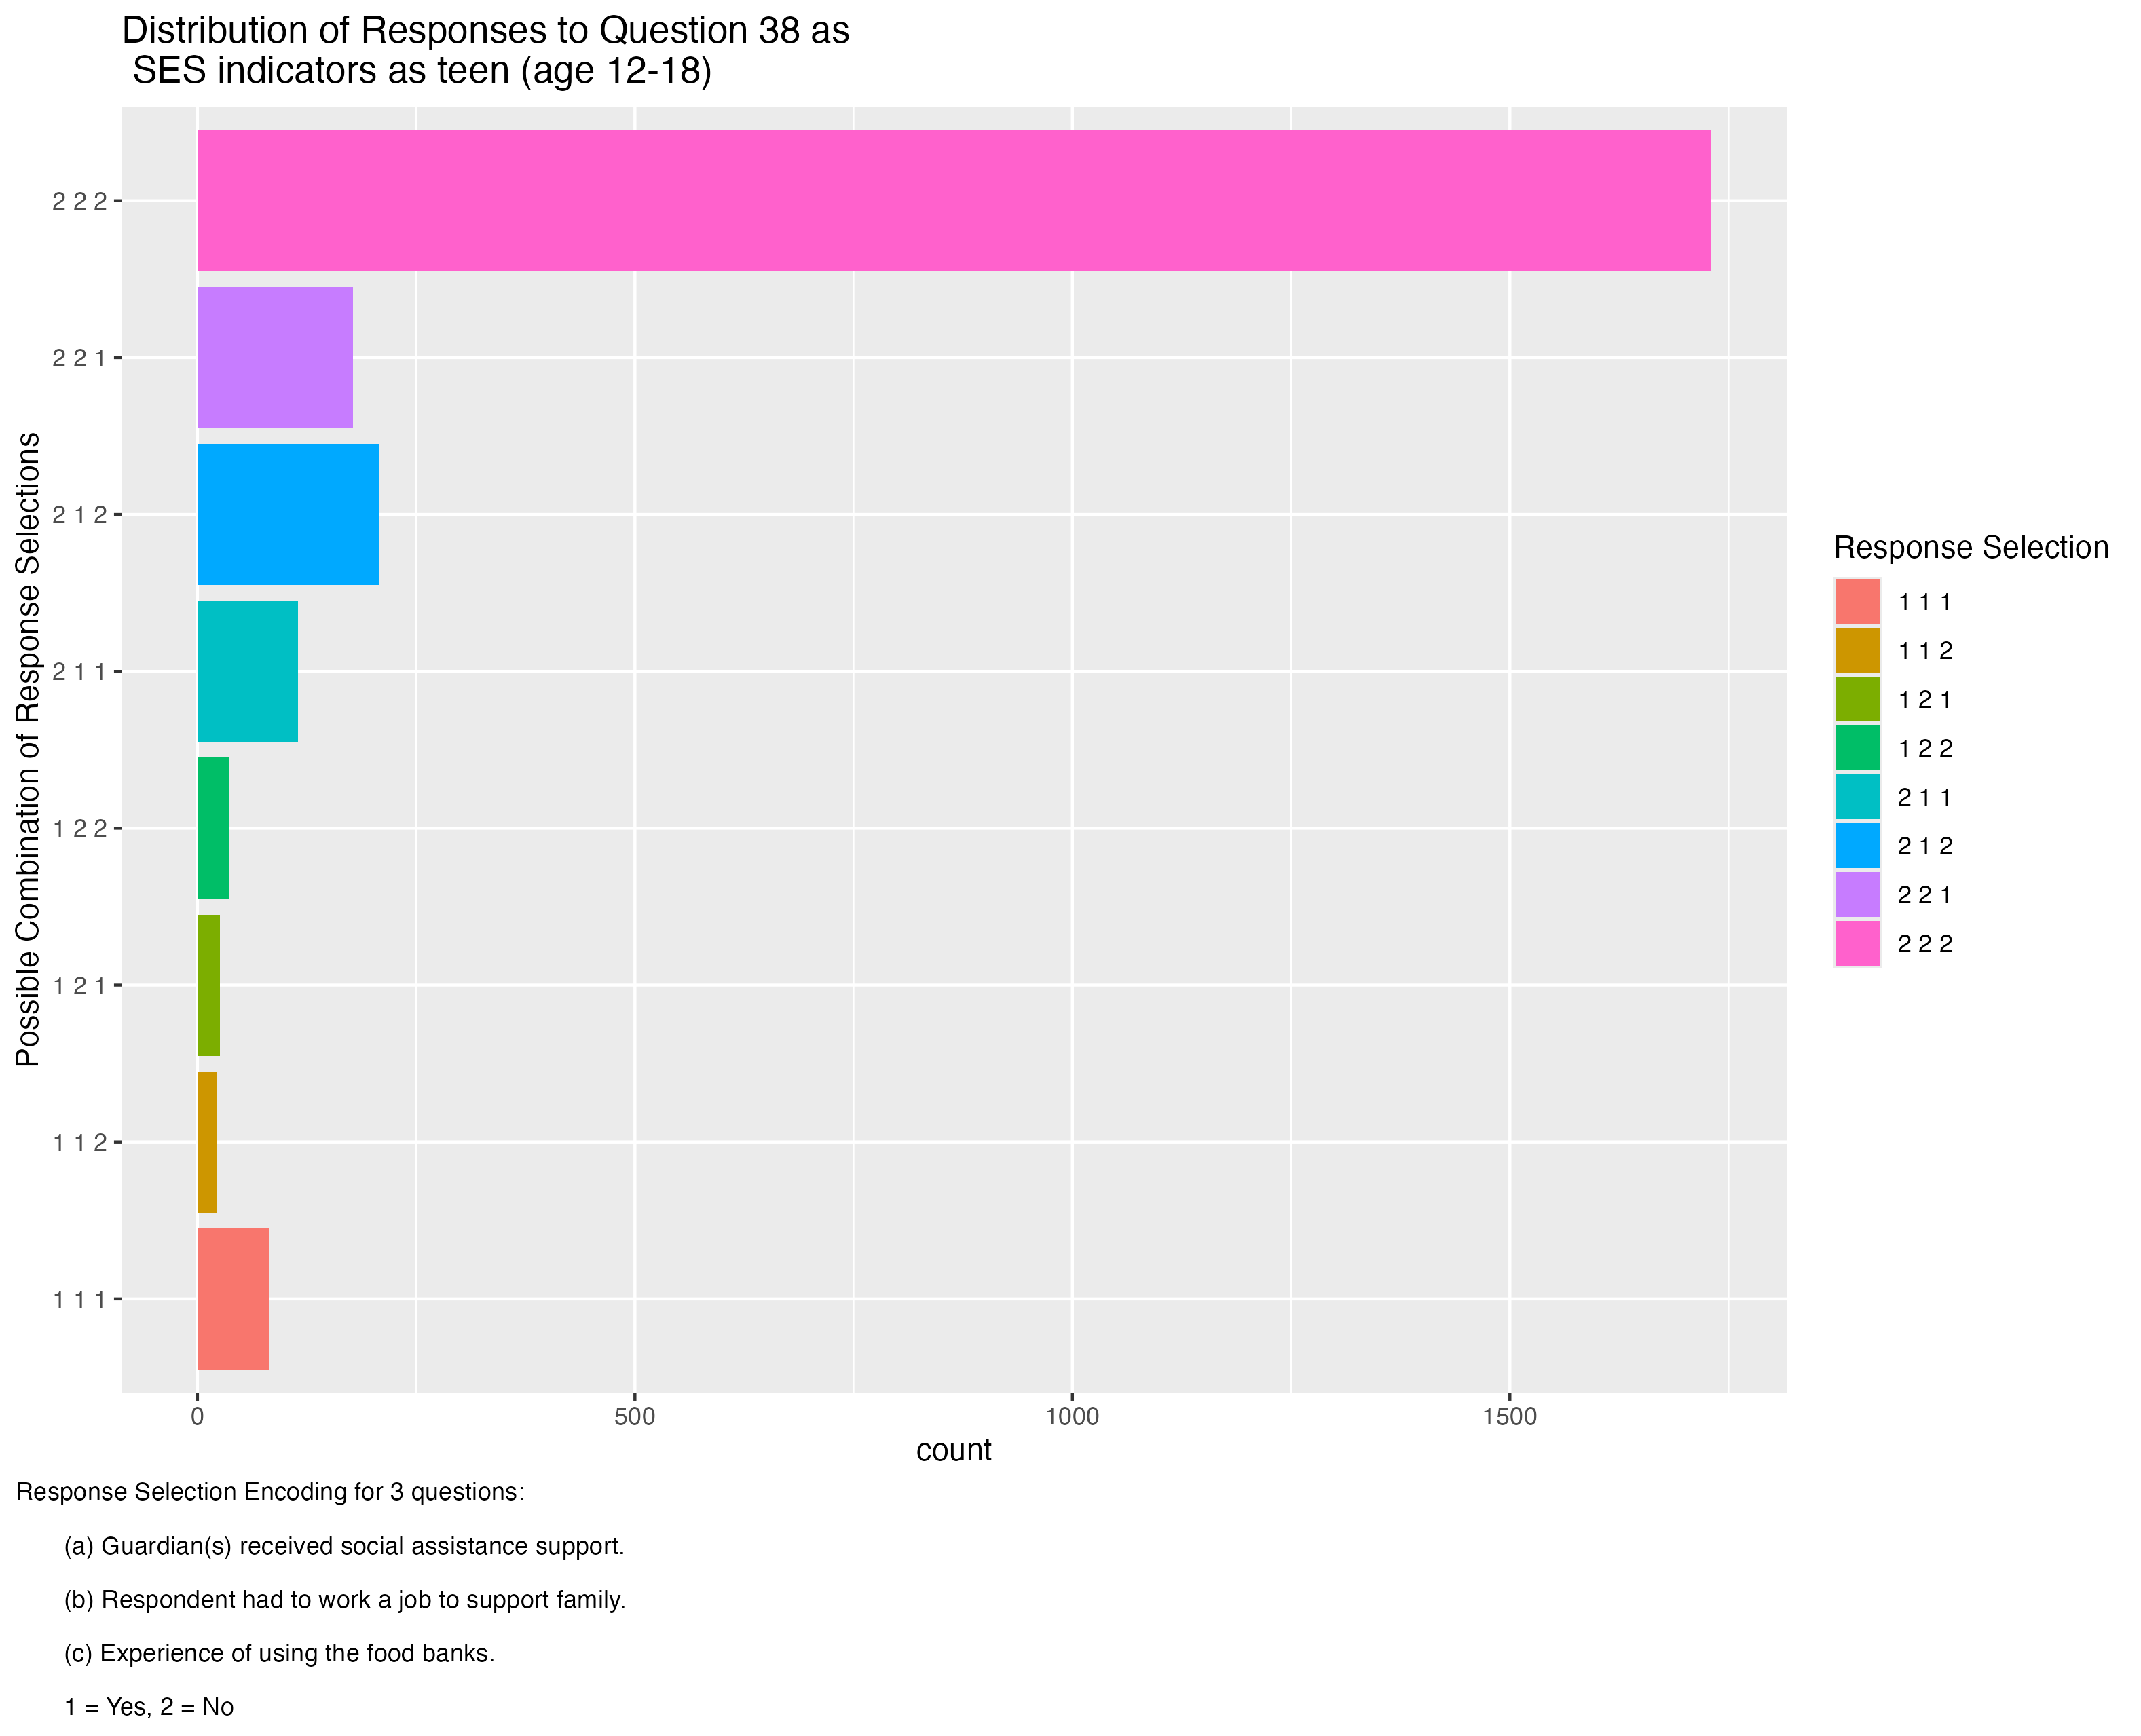 Distribution of Responses to Question 38 as
SES indicators as teen (age 12-18)
Possible Combination of Response Selections
2 2 2
2 2 1
2 1 2
2 1 1
1 2 2
1 2 1
1 1 2
1 1 1
0 500 1000 1500
count
Response Selection
1 1 1
1 1 2
1 2 1
1 2 2
2 1 1
2 1 2
2 2 1
2 2 2
Response Selection Encoding for 3 questions:
(a) Guardian(s) received social assistance support.
(b) Respondent had to work a job to support family.
(c) Experience of using the food banks.
1 = Yes, 2 = No